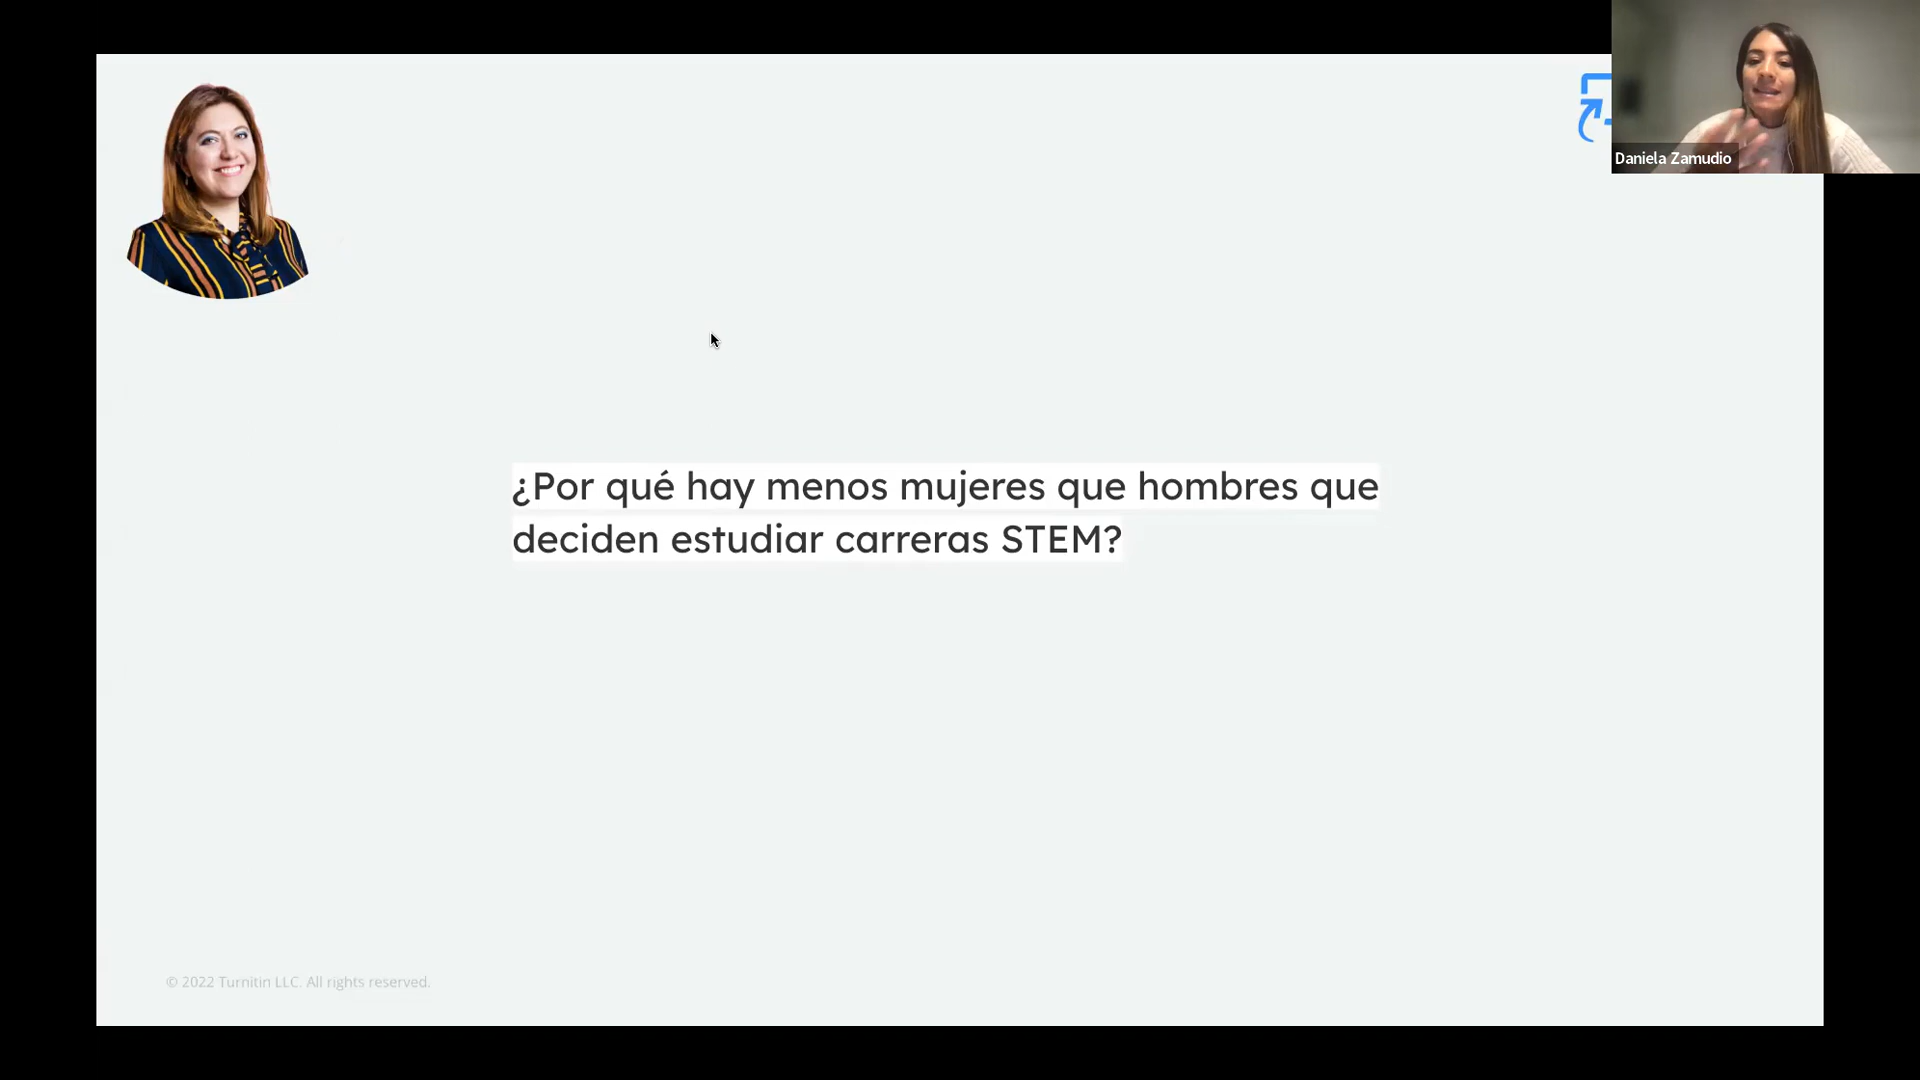 Daniela Zamudio
¿Por qué hay menos mujeres que hombres que
deciden estudiar carreras STEM?
© 2022 Turnitin LLC. All rights reserved.